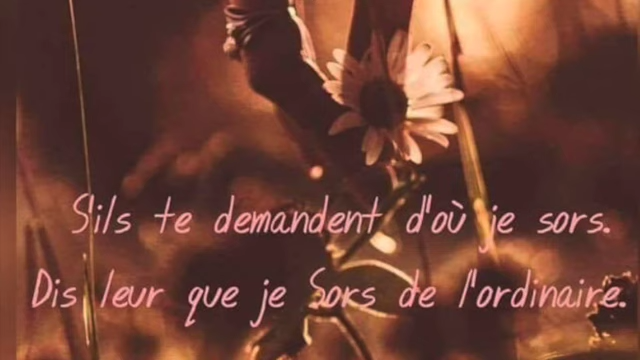 S'ils te demandent d'où je sors.
Dis leur que je Sors de l'ordinaire.